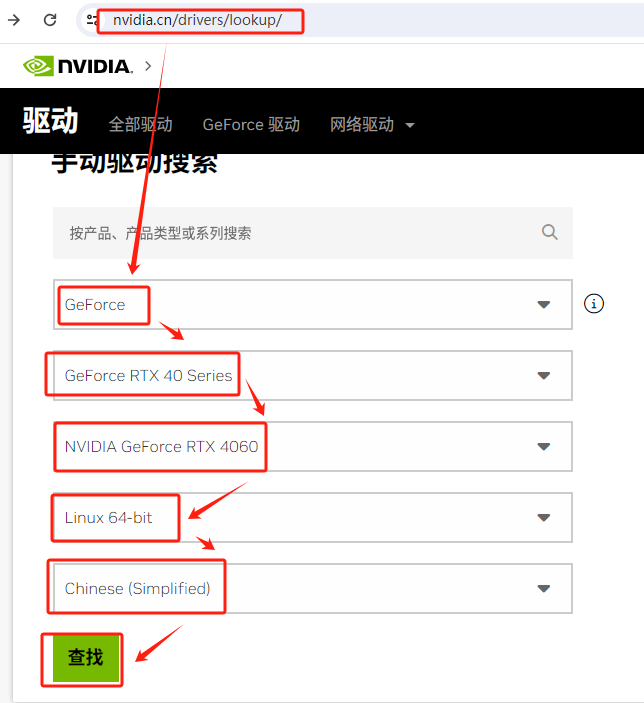 nvidia.cn/drivers/lookup/
NVIDIA.
驱动 全部驱动 GeForce 驱动 网络驱动
手动驱动搜索
按产品、产品类型或系列搜索
GeForce
GeForce RTX 40 Series
NVIDIA GeForce RTX 4060
Linux 64-bit
Chinese (Simplified)
查找